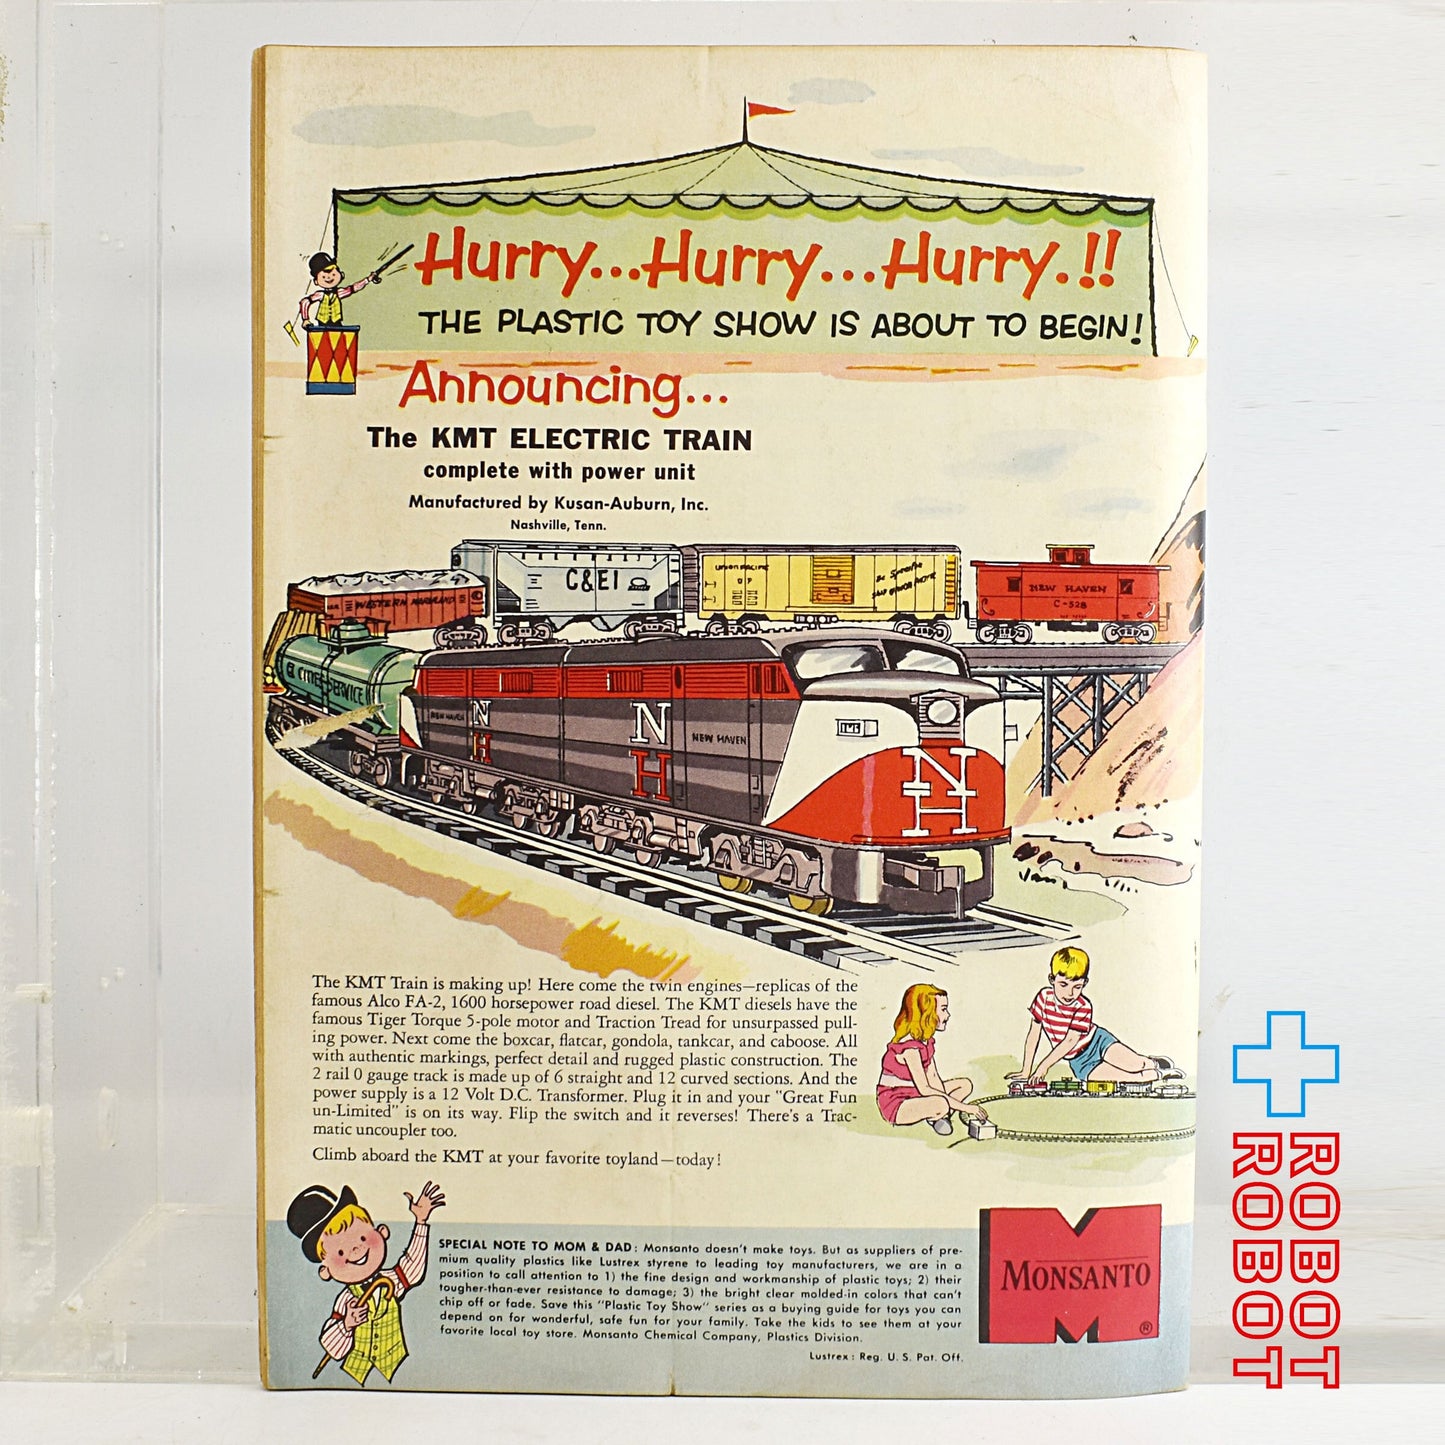 Hurry...Hurry...Hurry.!!
THE PLASTIC TOY SHOW IS ABOUT TO BEGIN!
Announcing...
The KMT ELECTRIC TRAIN
complete with power unit
Manufactured by Kusan-Auburn, Inc.
Nashville, Tenn.
WESTERN MARYLAND
C&EI
UNION PACIFIC
UP
NEW HAVEN
C-528
CITIES SERVICE
NEW HAVEN
N
H
N
H
NEW HAVEN
N
H
The KMT Train is making up! Here come the twin engines—replicas of the
famous Alco FA-2, 1600 horsepower road diesel. The KMT diesels have the
famous Tiger Torque 5-pole motor and Traction Tread for unsurpassed pull-
ing power. Next come the boxcar, flatcar, gondola, tankcar, and caboose. All
with authentic markings, perfect detail and rugged plastic construction. The
2 rail 0 gauge track is made up of 6 straight and 12 curved sections. And the
power supply is a 12 Volt D.C. Transformer. Plug it in and your "Great Fun
un-Limited" is on its way. Flip the switch and it reverses! There's a Trac-
matic uncoupler too.
Climb aboard the KMT at your favorite toyland—today!
SPECIAL NOTE TO MOM & DAD: Monsanto doesn't make toys. But as suppliers of pre-
mium quality plastics like Lustrex styrene to leading toy manufacturers, we are in a
position to call attention to 1) the fine design and workmanship of plastic toys; 2) their
tougher-than-ever resistance to damage; 3) the bright clear molded-in colors that can't
chip off or fade. Save this "Plastic Toy Show" series as a buying guide for toys you can
depend on for wonderful, safe fun for your family. Take the kids to see them at your
favorite local toy store. Monsanto Chemical Company, Plastics Division.
Lustrex: Reg. U. S. Pat. Off.
MONSANTO
®
ROBOT
ROBOT